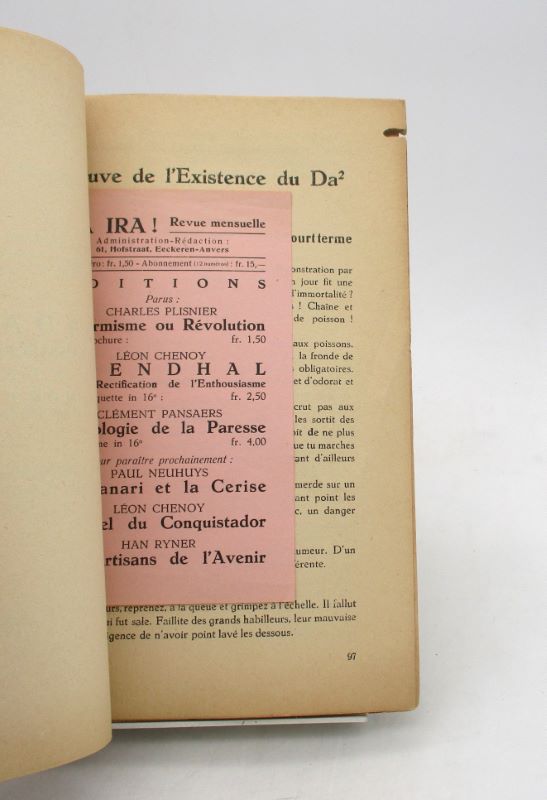 uve de l'Existence du Da²
ourt terme
A IRA! Revue mensuelle
Administration-Rédaction :
61, Hofstraat, Eeckeren-Anvers
ro : fr. 1,50 - Abonnement (12 numéros) : fr. 15,—
DITIONS
Parus :
CHARLES PLISNIER
rmisme ou Révolution
ochure : fr. 1,50
LÉON CHENOY
ENDHAL
Rectification de l'Enthousiasme
quette in 16° : fr. 2,50
CLÉMENT PANSAERS
ologie de la Paresse
me in 16° fr. 4,00
ur paraître prochainement :
PAUL NEUHUYS
anari et la Cerise
LÉON CHENOY
el du Conquistador
HAN RYNER
rtisans de l'Avenir
onstration par
n jour fit une
l'immortalité ?
s ! Chaîne et
de poisson !
aux poissons.
la fronde de
obligatoires.
et d'odorat et
crut pas aux
les sortit des
oit de ne plus
que tu marches
ant d'ailleurs
merde sur un
ant point les
c, un danger
umeur. D'un
érente.
urs, reprenez, à la queue et grimpez à l'échelle. Il fallut
i fut sale. Faillite des grands habilleurs, leur mauvaise
lgence de n'avoir point lavé les dessous.
97